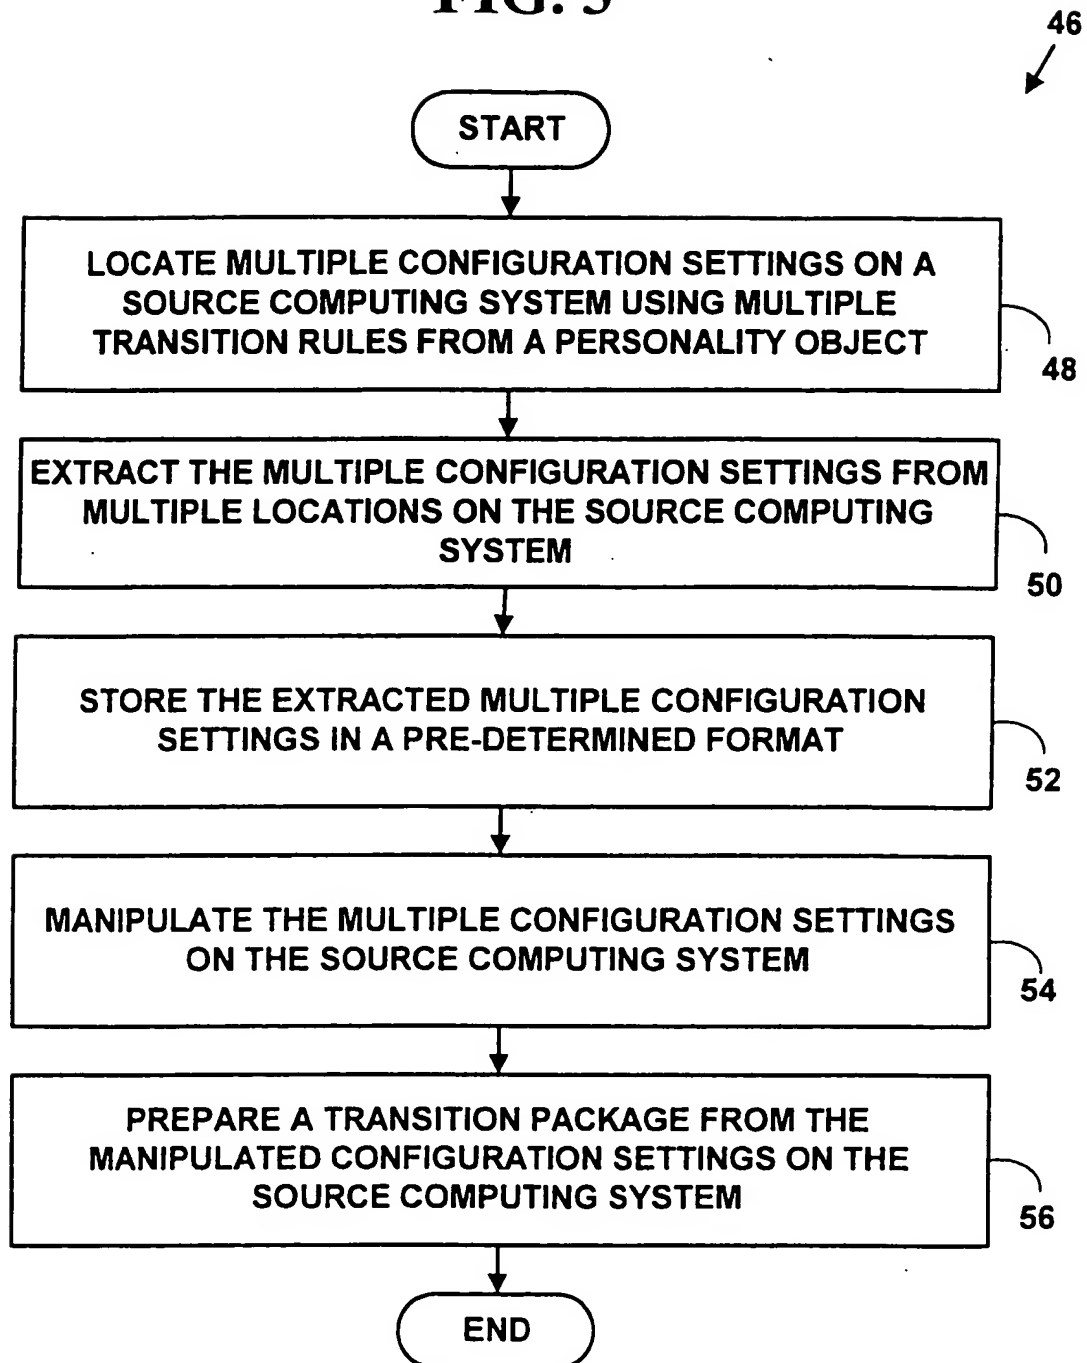 FIG.
46
START
LOCATE MULTIPLE CONFIGURATION SETTINGS ON A
SOURCE COMPUTING SYSTEM USING MULTIPLE
TRANSITION RULES FROM A PERSONALITY OBJECT
48
EXTRACT THE MULTIPLE CONFIGURATION SETTINGS FROM
MULTIPLE LOCATIONS ON THE SOURCE COMPUTING
SYSTEM
50
STORE THE EXTRACTED MULTIPLE CONFIGURATION
SETTINGS IN A PRE-DETERMINED FORMAT
52
MANIPULATE THE MULTIPLE CONFIGURATION SETTINGS
ON THE SOURCE COMPUTING SYSTEM
54
PREPARE A TRANSITION PACKAGE FROM THE
MANIPULATED CONFIGURATION SETTINGS ON THE
SOURCE COMPUTING SYSTEM
56
END